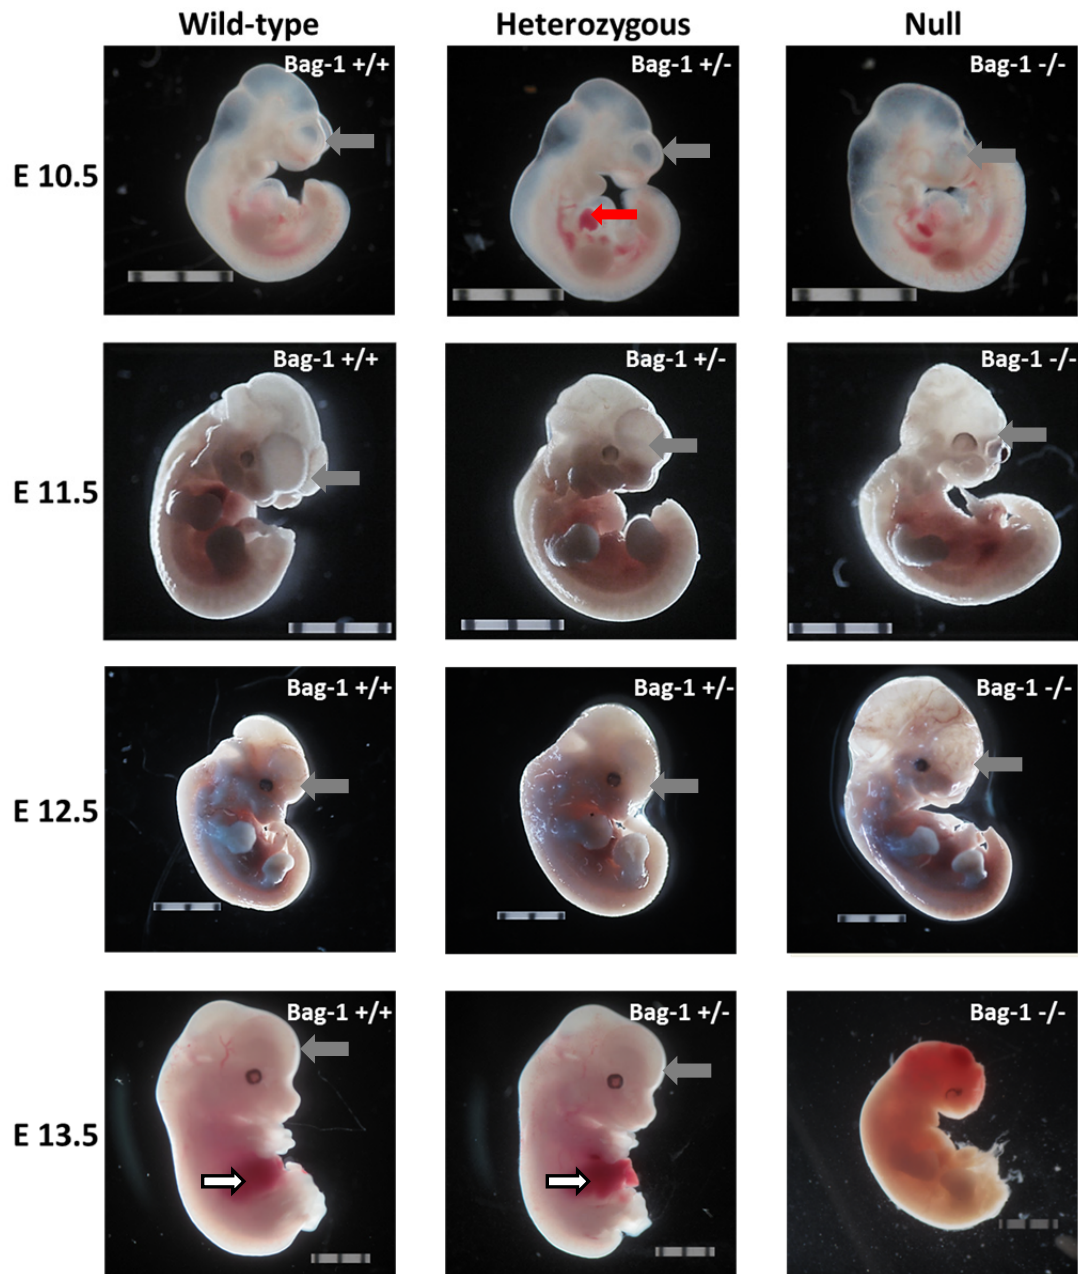 Wild-type
Heterozygous
Null
E 10.5
Bag-1 +/+
Bag-1 +/-
Bag-1 -/-
E 11.5
Bag-1 +/+
Bag-1 +/-
Bag-1 -/-
E 12.5
Bag-1 +/+
Bag-1 +/-
Bag-1 -/-
E 13.5
Bag-1 +/+
Bag-1 +/-
Bag-1 -/-